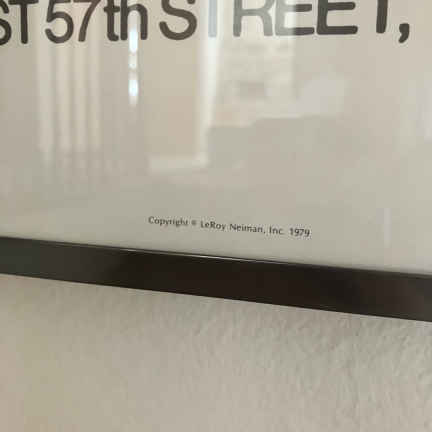 ST 57th STREET,
Copyright © LeRoy Neiman, Inc. 1979